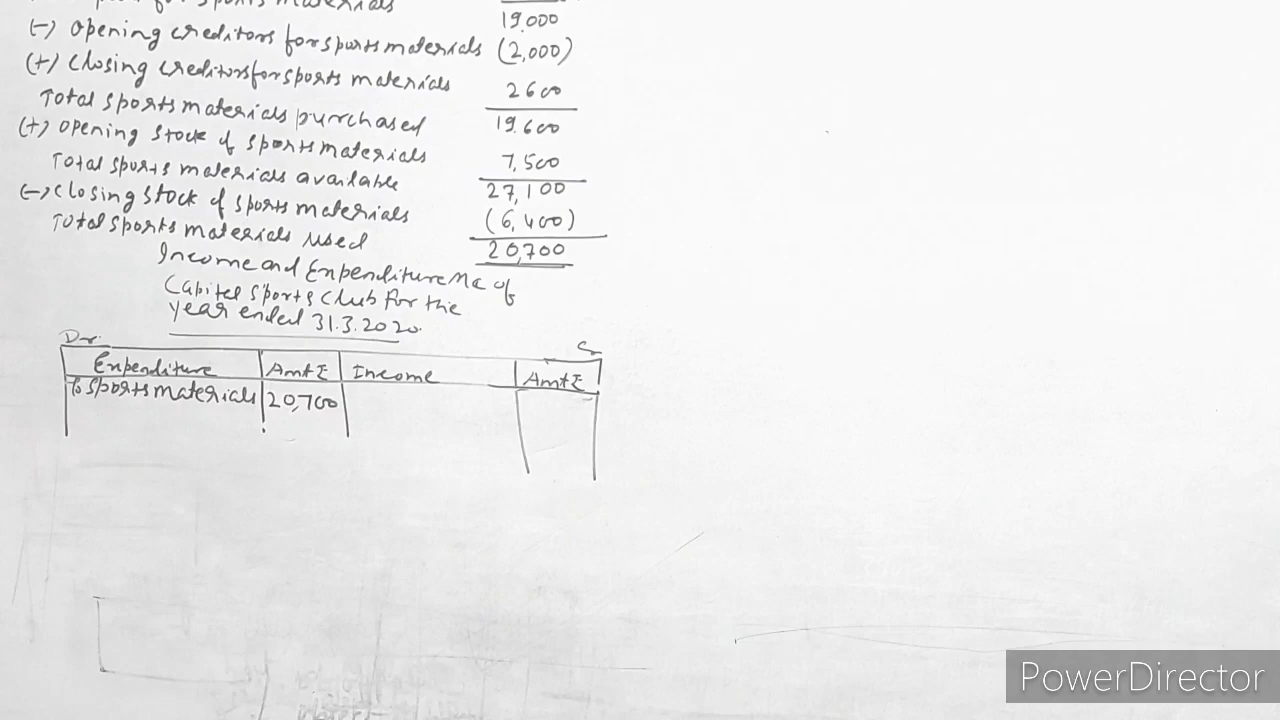 for sports materials 19.000
(-) opening creditors for sports materials (2,000)
(+) closing creditors for sports materials 2600
Total sports materials purchased 19.600
(+) opening stock of sports materials 7,500
Total sports materials available 27,100
(-) closing stock of sports materials (6,400)
Total sports materials used 20,700
Income and Expenditure A/c of
Capital Sports Club for the
year ended 31.3.2020.
Dr. Cr
Expenditure Amt ₹ Income Amt ₹
To sports materials 20,700
PowerDirector